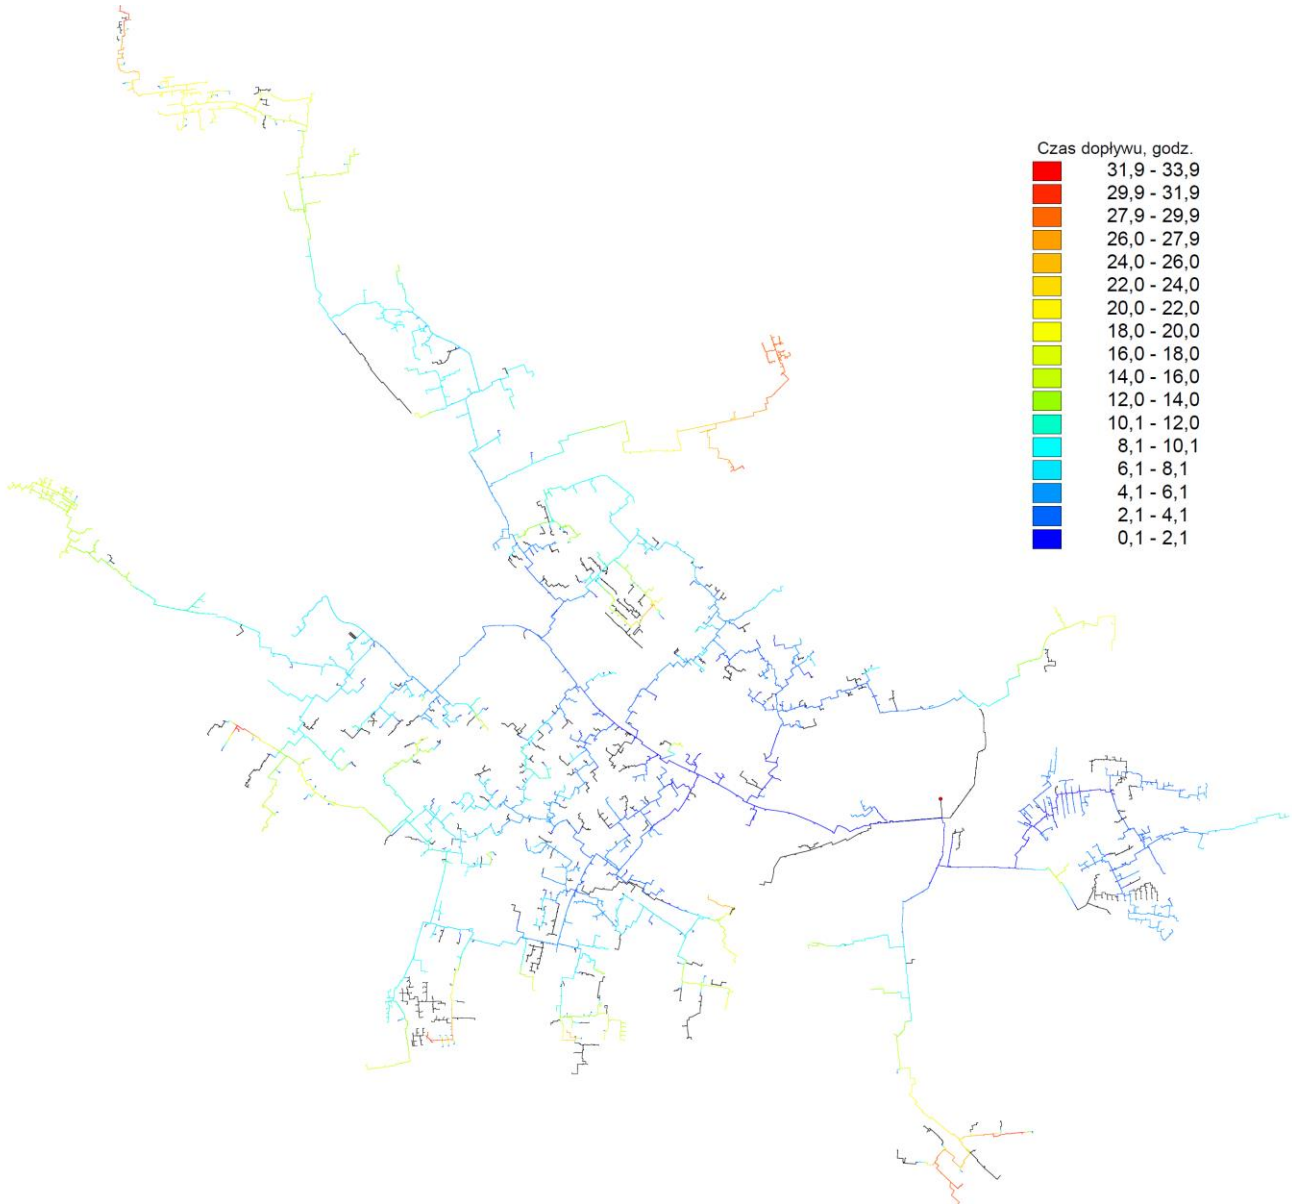 Czas dopływu, godz.
31,9 - 33,9
29,9 - 31,9
27,9 - 29,9
26,0 - 27,9
24,0 - 26,0
22,0 - 24,0
20,0 - 22,0
18,0 - 20,0
16,0 - 18,0
14,0 - 16,0
12,0 - 14,0
10,1 - 12,0
8,1 - 10,1
6,1 - 8,1
4,1 - 6,1
2,1 - 4,1
0,1 - 2,1